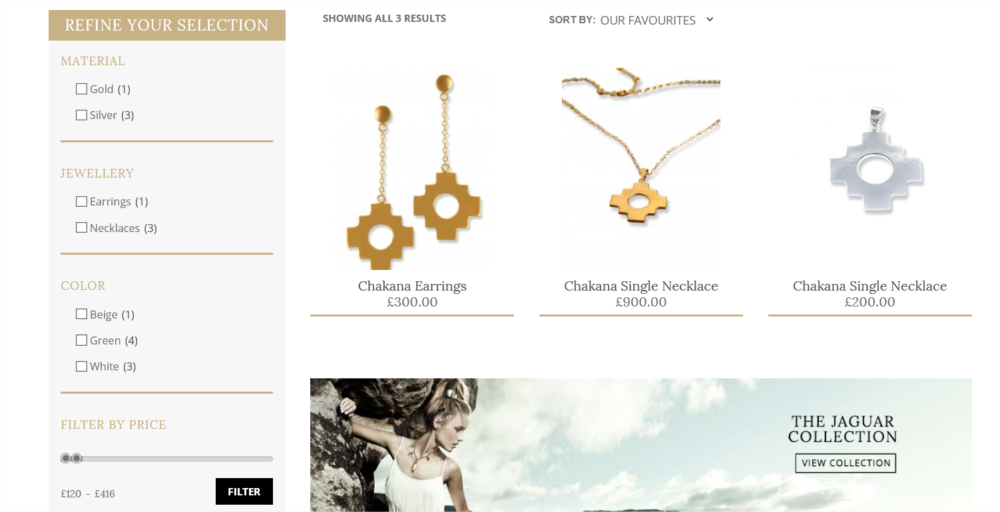 REFINE YOUR SELECTION
MATERIAL
Gold (1)
Silver (3)
JEWELLERY
Earrings (1)
Necklaces (3)
COLOR
Beige (1)
Green (4)
White (3)
FILTER BY PRICE
£120 - £416
FILTER
SHOWING ALL 3 RESULTS
SORT BY: OUR FAVOURITES
Chakana Earrings
£300.00
Chakana Single Necklace
£900.00
Chakana Single Necklace
£200.00
THE JAGUAR
COLLECTION
VIEW COLLECTION